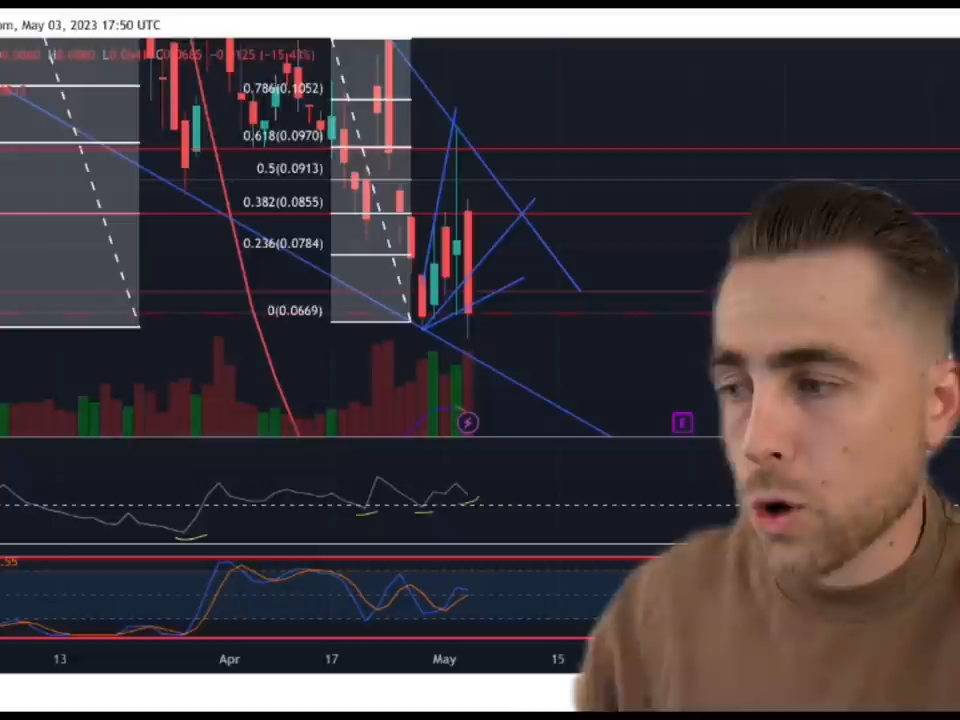 May 03, 2023 17:50 UTC
0.786(0.1052)
0.618(0.0970)
0.5(0.0913)
0.382(0.0855)
0.236(0.0784)
0(0.0669)
E
.55
13 Apr 17 May 15